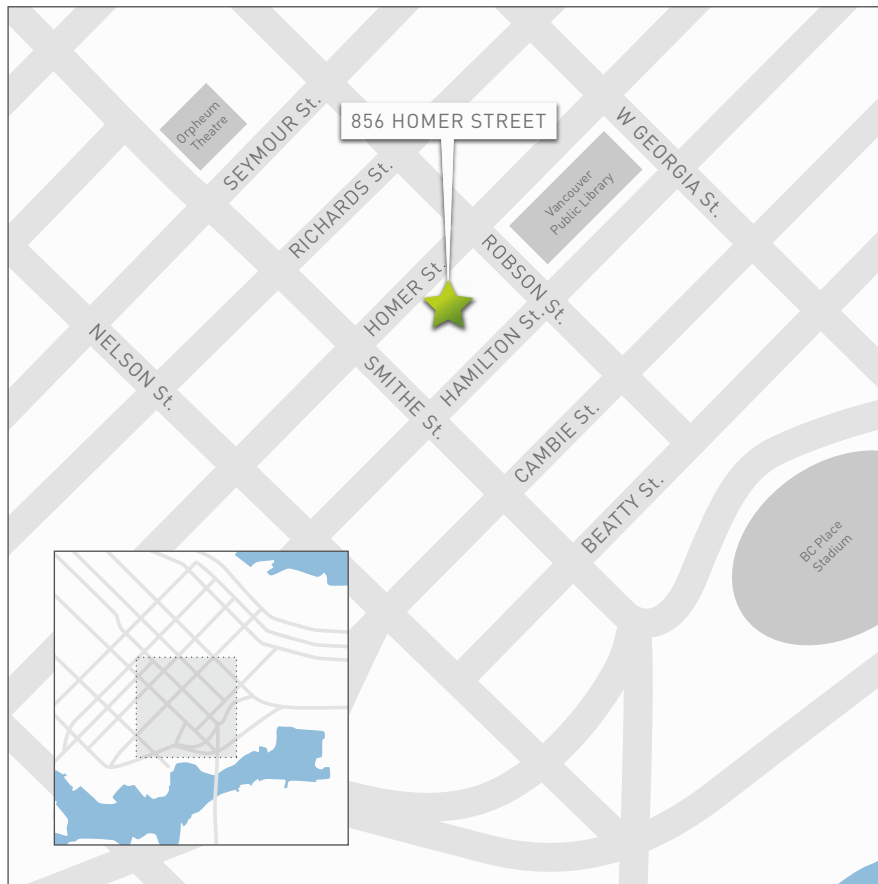 Orpheum
Theatre
SEYMOUR St.
856 HOMER STREET
W GEORGIA St.
RICHARDS St.
Vancouver
Public Library
HOMER St.
ROBSON St.
NELSON St.
SMITHE St.
HAMILTON St.
CAMBIE St.
BEATTY St.
BC Place
Stadium